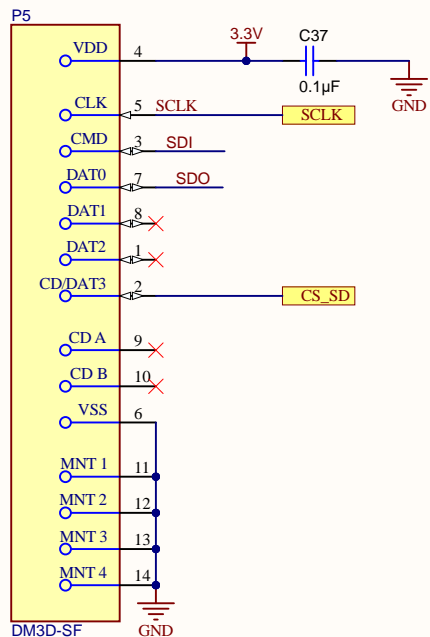 P5
VDD 4 3.3V C37 0.1µF GND
CLK 5 SCLK SCLK
CMD 3 SDI
DAT0 7 SDO
DAT1 8
DAT2 1
CD/DAT3 2 CS_SD
CD A 9
CD B 10
VSS 6
MNT 1 11
MNT 2 12
MNT 3 13
MNT 4 14
DM3D-SF GND